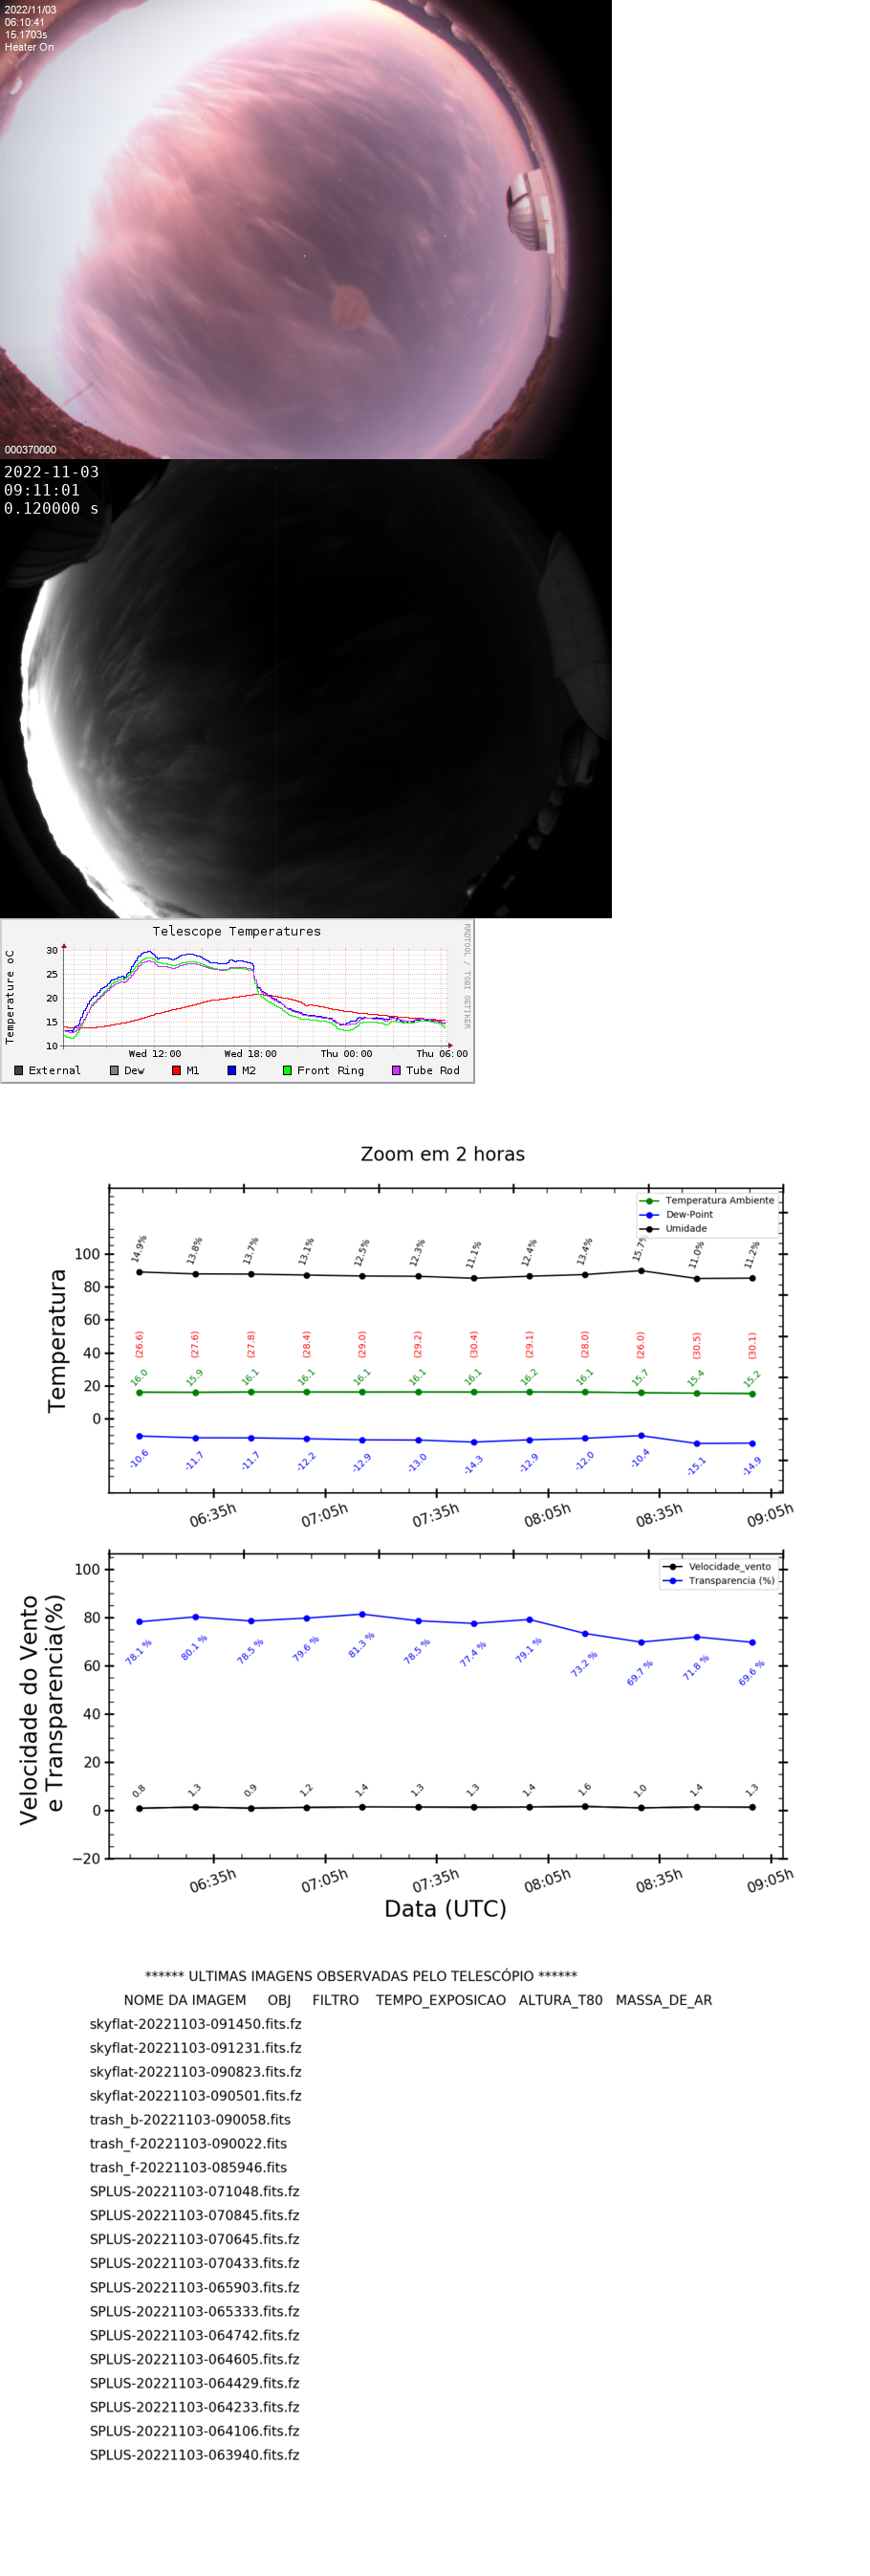 2022/11/03
06:10:41
15.1703s
Heater On
000370000
2022-11-03
09:11:01
0.120000 s
Telescope Temperatures
RRDTOOL / TOBI OETIKER
Temperature oC
30
25
20
15
10
Wed 12:00 Wed 18:00 Thu 00:00 Thu 06:00
External Dew M1 M2 Front Ring Tube Rod
Zoom em 2 horas
Temperatura Ambiente
Dew-Point
Umidade
Temperatura
100
80
60
40
20
0
14.9% 13.8% 13.7% 13.1% 12.5% 12.3% 11.1% 12.4% 13.4% 15.7% 11.0% 11.2%
(26.6) (27.6) (27.8) (28.4) (29.0) (29.2) (30.4) (29.1) (28.0) (26.0) (30.5) (30.1)
16.0 15.9 16.1 16.1 16.1 16.1 16.1 16.2 16.1 15.7 15.4 15.2
-10.6 -11.7 -11.7 -12.2 -12.9 -13.0 -14.3 -12.9 -12.0 -10.4 -15.1 -14.9
06:35h 07:05h 07:35h 08:05h 08:35h 09:05h
Velocidade_vento
Transparencia (%)
Velocidade do Vento
e Transparencia(%)
100
80
60
40
20
0
−20
78.1 % 80.1 % 78.5 % 79.6 % 81.3 % 78.5 % 77.4 % 79.1 % 73.2 % 69.7 % 71.8 % 69.6 %
0.8 1.3 0.9 1.2 1.4 1.3 1.3 1.4 1.6 1.0 1.4 1.3
06:35h 07:05h 07:35h 08:05h 08:35h 09:05h
Data (UTC)
****** ULTIMAS IMAGENS OBSERVADAS PELO TELESCÓPIO ******
NOME DA IMAGEM OBJ FILTRO TEMPO_EXPOSICAO ALTURA_T80 MASSA_DE_AR
skyflat-20221103-091450.fits.fz
skyflat-20221103-091231.fits.fz
skyflat-20221103-090823.fits.fz
skyflat-20221103-090501.fits.fz
trash_b-20221103-090058.fits
trash_f-20221103-090022.fits
trash_f-20221103-085946.fits
SPLUS-20221103-071048.fits.fz
SPLUS-20221103-070845.fits.fz
SPLUS-20221103-070645.fits.fz
SPLUS-20221103-070433.fits.fz
SPLUS-20221103-065903.fits.fz
SPLUS-20221103-065333.fits.fz
SPLUS-20221103-064742.fits.fz
SPLUS-20221103-064605.fits.fz
SPLUS-20221103-064429.fits.fz
SPLUS-20221103-064233.fits.fz
SPLUS-20221103-064106.fits.fz
SPLUS-20221103-063940.fits.fz